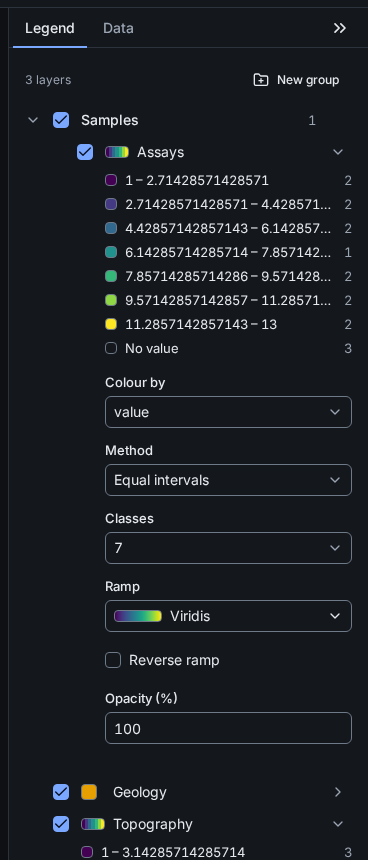 Legend Data
3 layers New group
Samples 1
Assays
1 – 2.71428571428571 2
2.71428571428571 – 4.428571... 2
4.42857142857143 – 6.142857... 2
6.14285714285714 – 7.857142... 1
7.85714285714286 – 9.571428... 2
9.57142857142857 – 11.28571... 2
11.2857142857143 – 13 2
No value 3
Colour by
value
Method
Equal intervals
Classes
7
Ramp
Viridis
Reverse ramp
Opacity (%)
100
Geology
Topography
1 – 3.14285714285714 3